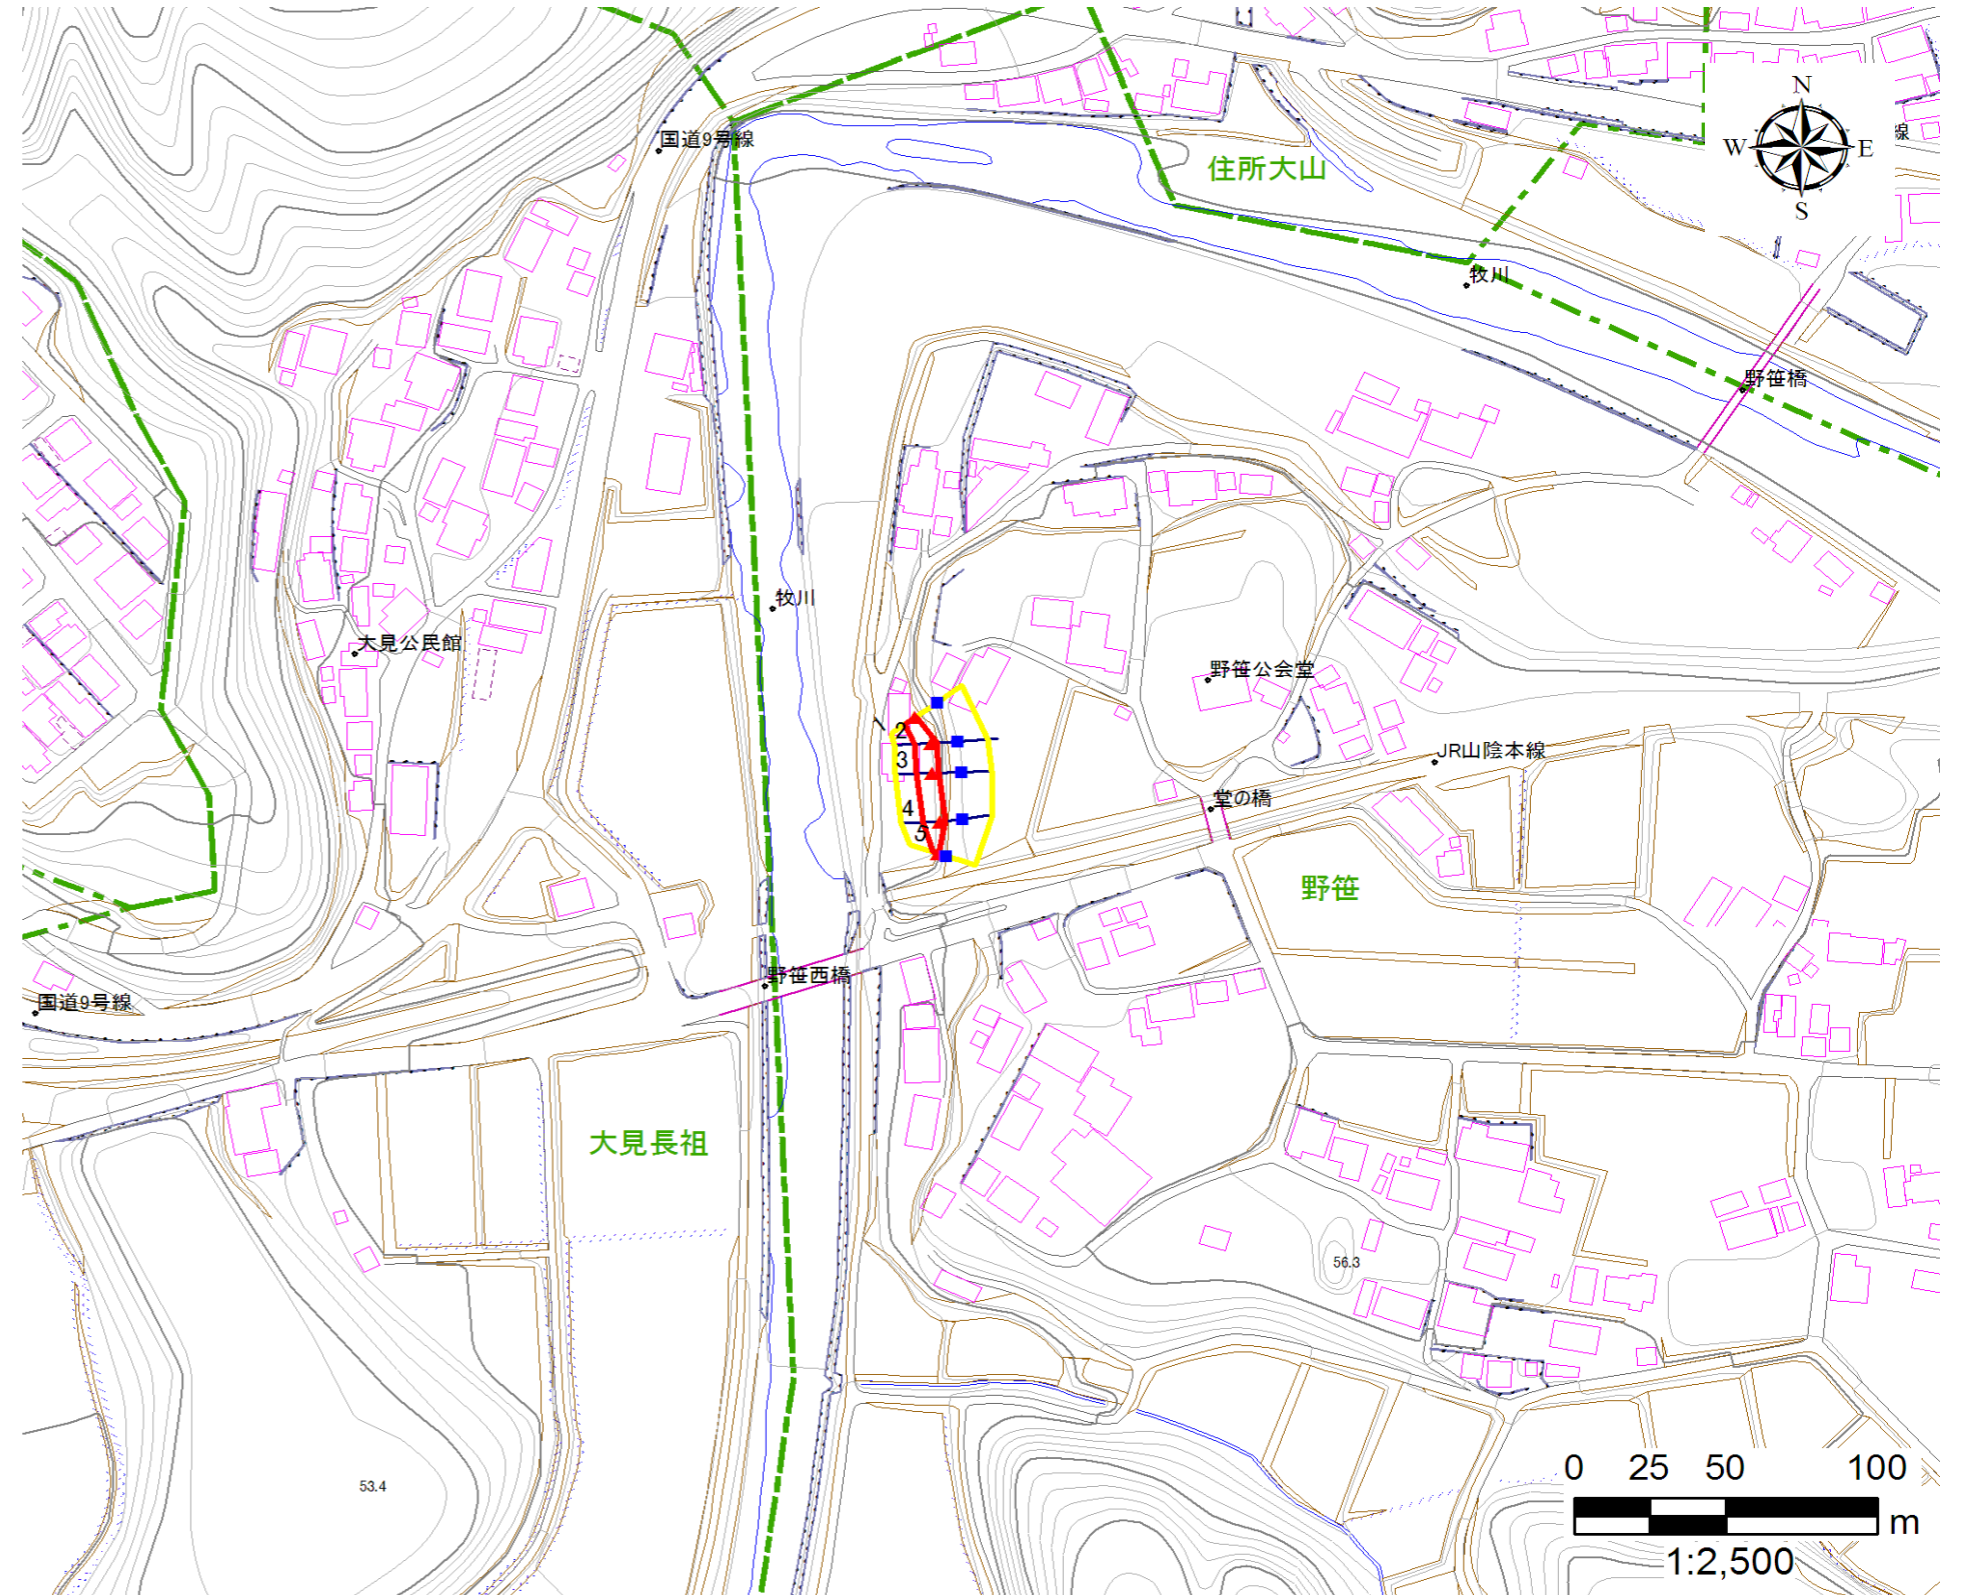 N
国道9号線
線
W
E
住所大山
S
牧川
野笹橋
牧川
大見公民館
野笹公会堂
1
2
JR山陰本線
3
堂の橋
4
5
野笹
野笹西橋
国道9号線
大見長祖
56.3
53.4
0 25 50 100
m
1:2,500